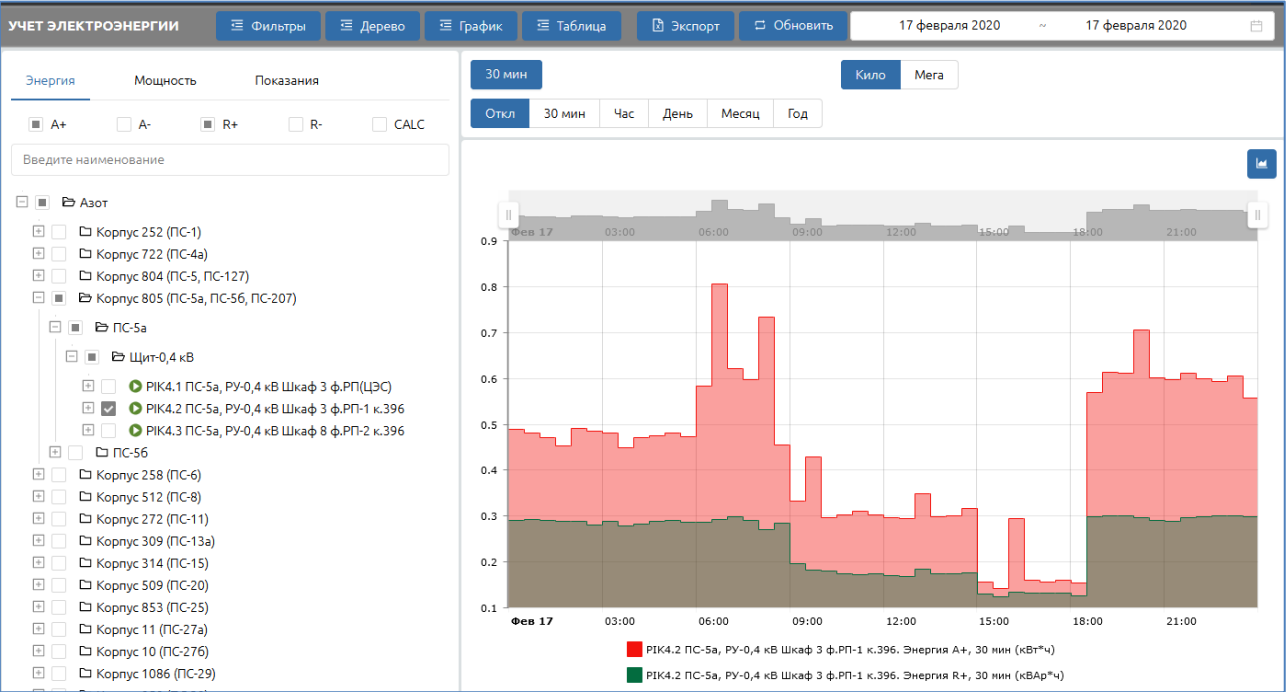 УЧЕТ ЭЛЕКТРОЭНЕРГИИ
Фильтры
Дерево
График
Таблица
Экспорт
Обновить
17 февраля 2020 ~ 17 февраля 2020
Энергия Мощность Показания
A+ A- R+ R- CALC
Введите наименование
Азот
Корпус 252 (ПС-1)
Корпус 722 (ПС-4а)
Корпус 804 (ПС-5, ПС-127)
Корпус 805 (ПС-5а, ПС-5б, ПС-207)
ПС-5а
Щит-0,4 кВ
PIK4.1 ПС-5а, РУ-0,4 кВ Шкаф 3 ф.РП(ЦЭС)
PIK4.2 ПС-5а, РУ-0,4 кВ Шкаф 3 ф.РП-1 к.396
PIK4.3 ПС-5а, РУ-0,4 кВ Шкаф 8 ф.РП-2 к.396
ПС-5б
Корпус 258 (ПС-6)
Корпус 512 (ПС-8)
Корпус 272 (ПС-11)
Корпус 309 (ПС-13а)
Корпус 314 (ПС-15)
Корпус 509 (ПС-20)
Корпус 853 (ПС-25)
Корпус 11 (ПС-27а)
Корпус 10 (ПС-27б)
Корпус 1086 (ПС-29)
30 мин
Кило Мега
Откл 30 мин Час День Месяц Год
Фев 17 03:00 06:00 09:00 12:00 15:00 18:00 21:00
0.9
0.8
0.7
0.6
0.5
0.4
0.3
0.2
0.1
Фев 17 03:00 06:00 09:00 12:00 15:00 18:00 21:00
PIK4.2 ПС-5а, РУ-0,4 кВ Шкаф 3 ф.РП-1 к.396. Энергия A+, 30 мин (кВт*ч)
PIK4.2 ПС-5а, РУ-0,4 кВ Шкаф 3 ф.РП-1 к.396. Энергия R+, 30 мин (кВАр*ч)